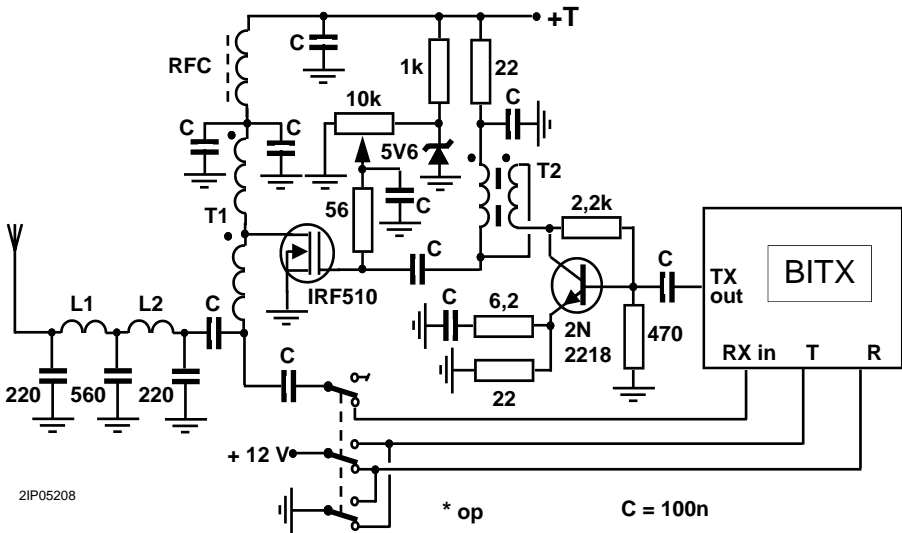 +T
C
RFC
1k
22
10k
C
C
C
5V6
T2
T1
56
C
2,2k
C
IRF510
C
TX
out
BITX
L1
L2
C
C
6,2
2N
2218
470
RX in
T
R
C
22
220
560
220
+ 12 V
2IP05208
* op
C = 100n